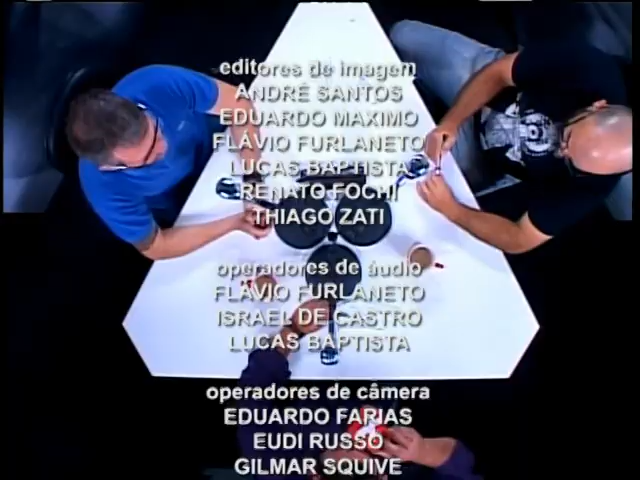 editores de imagem
ANDRÉ SANTOS
EDUARDO MAXIMO
FLÁVIO FURLANETO
LUCAS BAPTISTA
RENATO FOCHI
THIAGO ZATI
operadores de áudio
FLÁVIO FURLANETO
ISRAEL DE CASTRO
LUCAS BAPTISTA
operadores de câmera
EDUARDO FARIAS
EUDI RUSSO
GILMAR SQUIVE